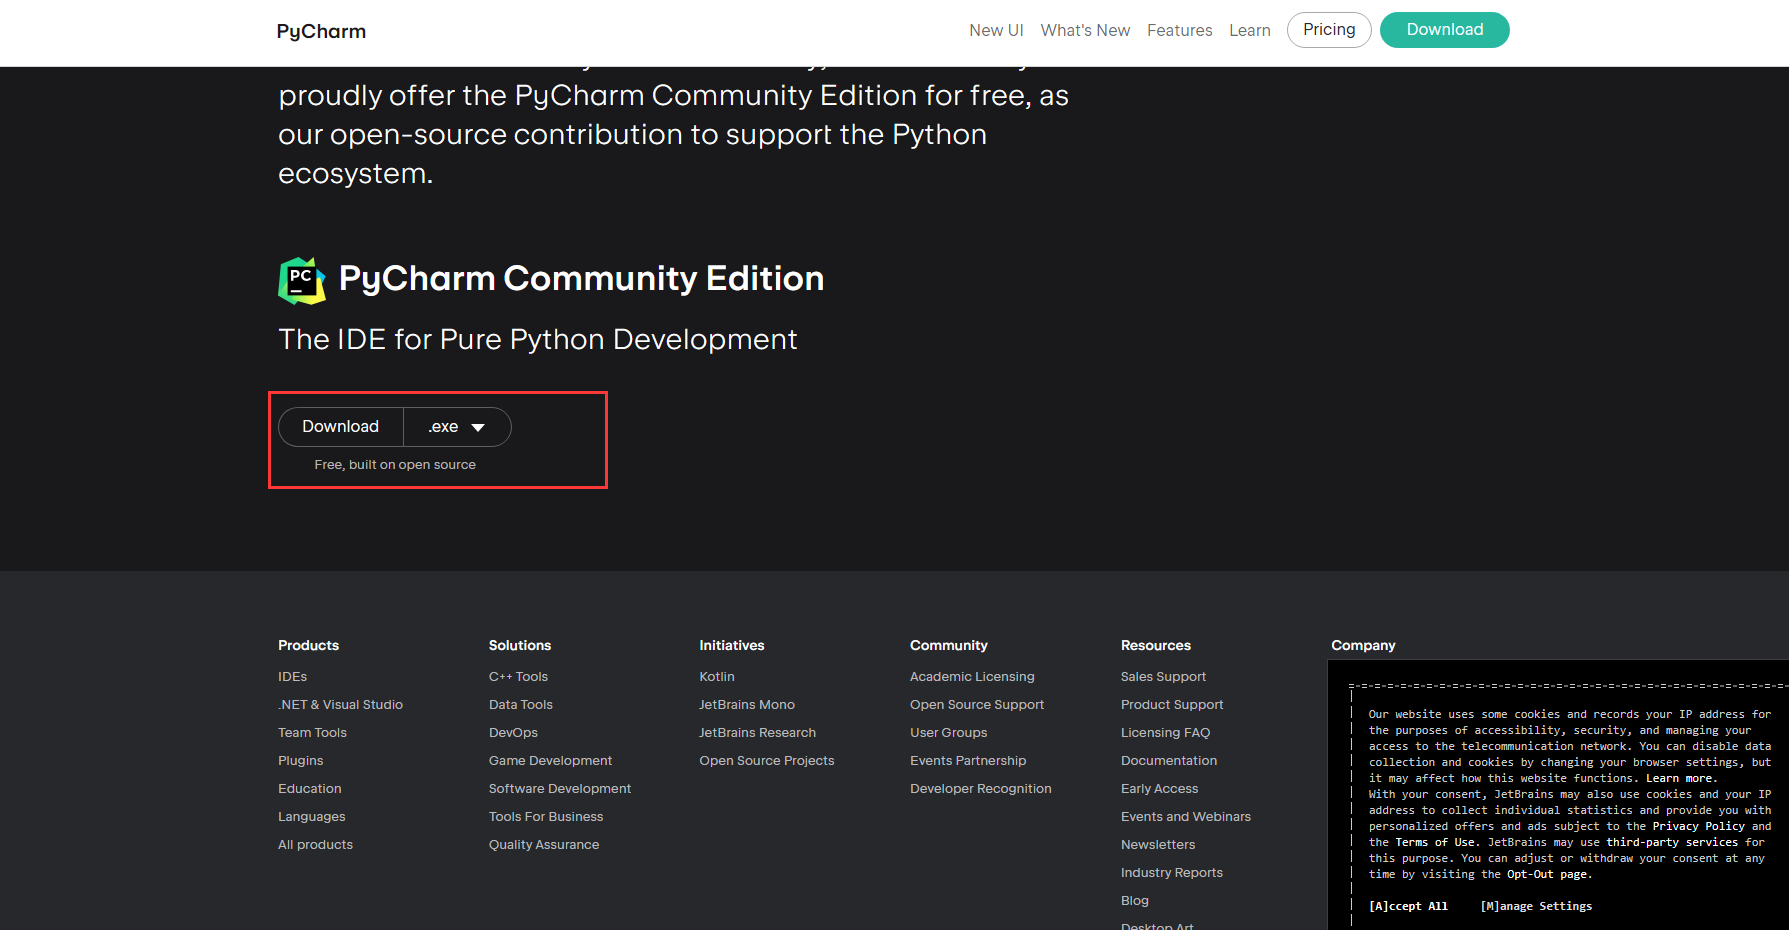 PyCharm
New UI
What's New
Features
Learn
Pricing
Download
proudly offer the PyCharm Community Edition for free, as
our open-source contribution to support the Python
ecosystem.
PC
PyCharm Community Edition
The IDE for Pure Python Development
Download
.exe
Free, built on open source
Products
IDEs
.NET & Visual Studio
Team Tools
Plugins
Education
Languages
All products
Solutions
C++ Tools
Data Tools
DevOps
Game Development
Software Development
Tools For Business
Quality Assurance
Initiatives
Kotlin
JetBrains Mono
JetBrains Research
Open Source Projects
Community
Academic Licensing
Open Source Support
User Groups
Events Partnership
Developer Recognition
Resources
Sales Support
Product Support
Licensing FAQ
Documentation
Early Access
Events and Webinars
Newsletters
Industry Reports
Blog
Desktop Art
Company
Our website uses some cookies and records your IP address for
the purposes of accessibility, security, and managing your
access to the telecommunication network. You can disable data
collection and cookies by changing your browser settings, but
it may affect how this website functions. Learn more.
With your consent, JetBrains may also use cookies and your IP
address to collect individual statistics and provide you with
personalized offers and ads subject to the Privacy Policy and
the Terms of Use. JetBrains may use third-party services for
this purpose. You can adjust or withdraw your consent at any
time by visiting the Opt-Out page.
[A]ccept All
[M]anage Settings